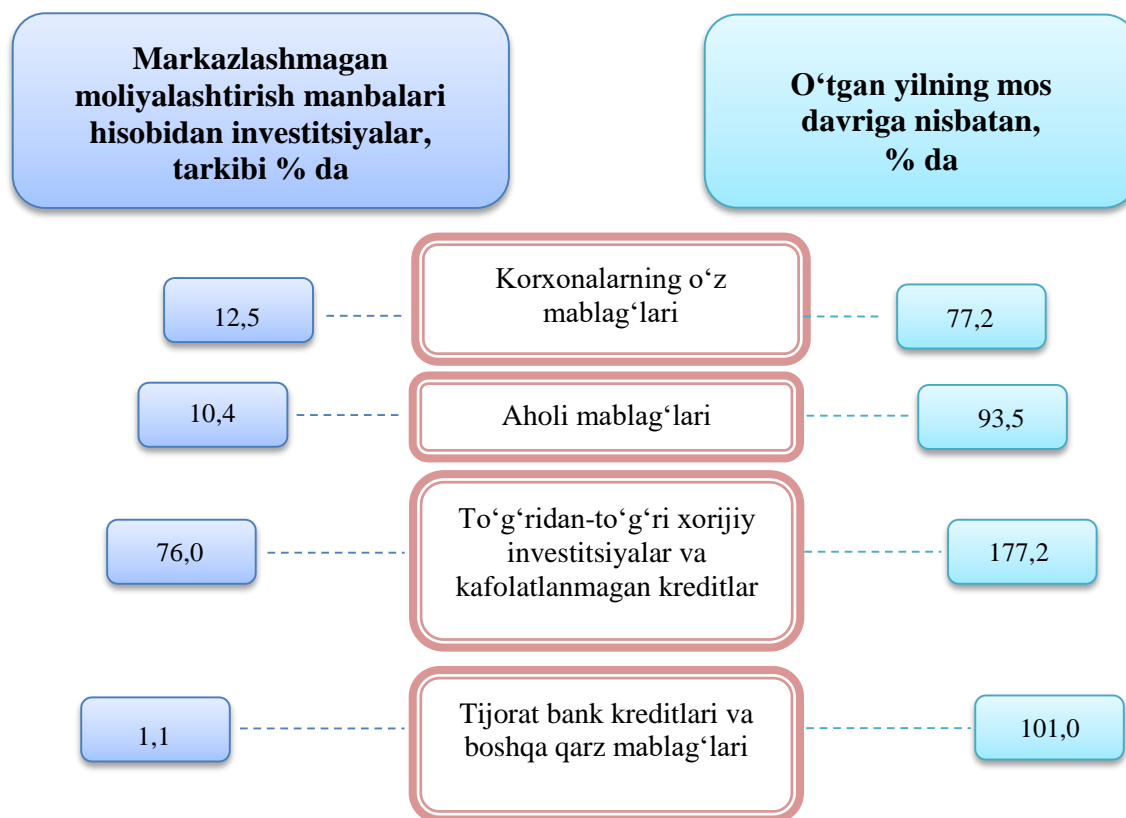 Markazlashmagan
moliyalashtirish manbalari
hisobidan investitsiyalar,
tarkibi % da
O‘tgan yilning mos
davriga nisbatan,
% da
12,5
Korxonalarning o‘z
mablag‘lari
77,2
10,4
Aholi mablag‘lari
93,5
76,0
To‘g‘ridan-to‘g‘ri xorijiy
investitsiyalar va
kafolatlanmagan kreditlar
177,2
1,1
Tijorat bank kreditlari va
boshqa qarz mablag‘lari
101,0